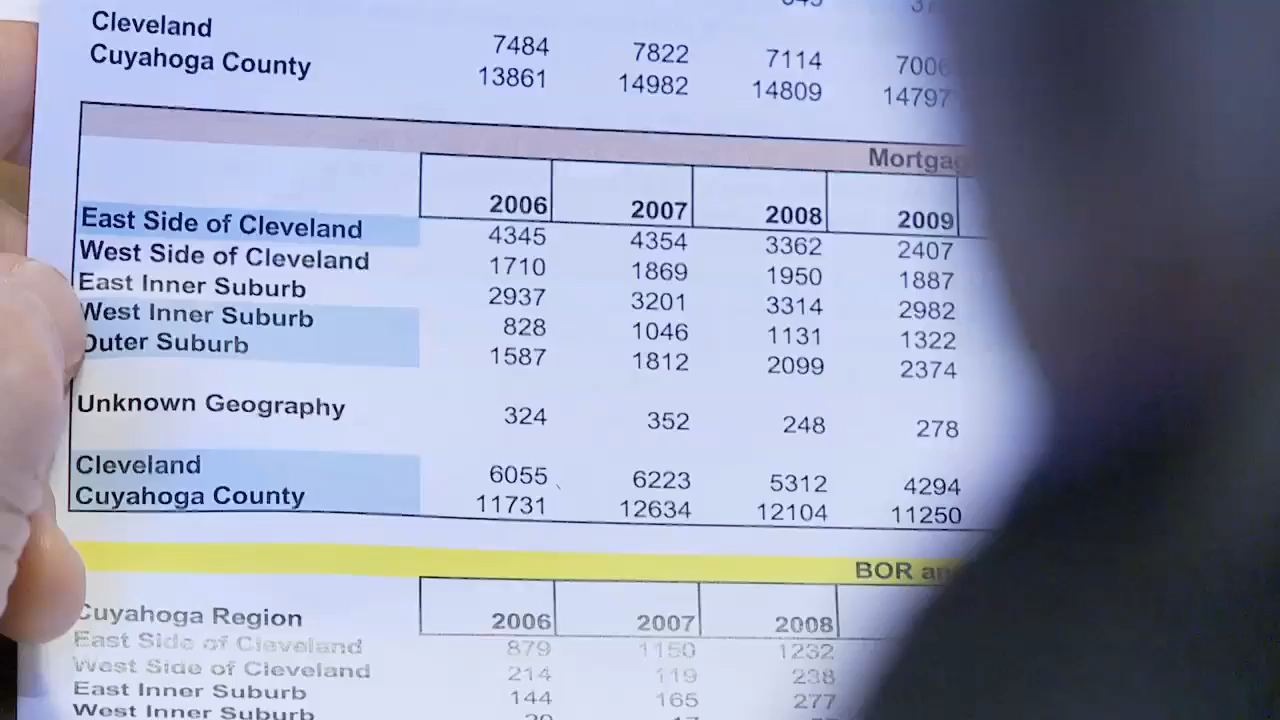 Cleveland 7484 7822 7114 7006
Cuyahoga County 13861 14982 14809 14797
2006 2007 2008 2009
East Side of Cleveland 4345 4354 3362 2407
West Side of Cleveland 1710 1869 1950 1887
East Inner Suburb 2937 3201 3314 2982
West Inner Suburb 828 1046 1131 1322
Outer Suburb 1587 1812 2099 2374
Unknown Geography 324 352 248 278
Cleveland 6055 6223 5312 4294
Cuyahoga County 11731 12634 12104 11250
BOR
Cuyahoga Region 2006 2007 2008
East Side of Cleveland 879 1150 1232
West Side of Cleveland 214 119 238
East Inner Suburb 144 165 277
West Inner Suburb